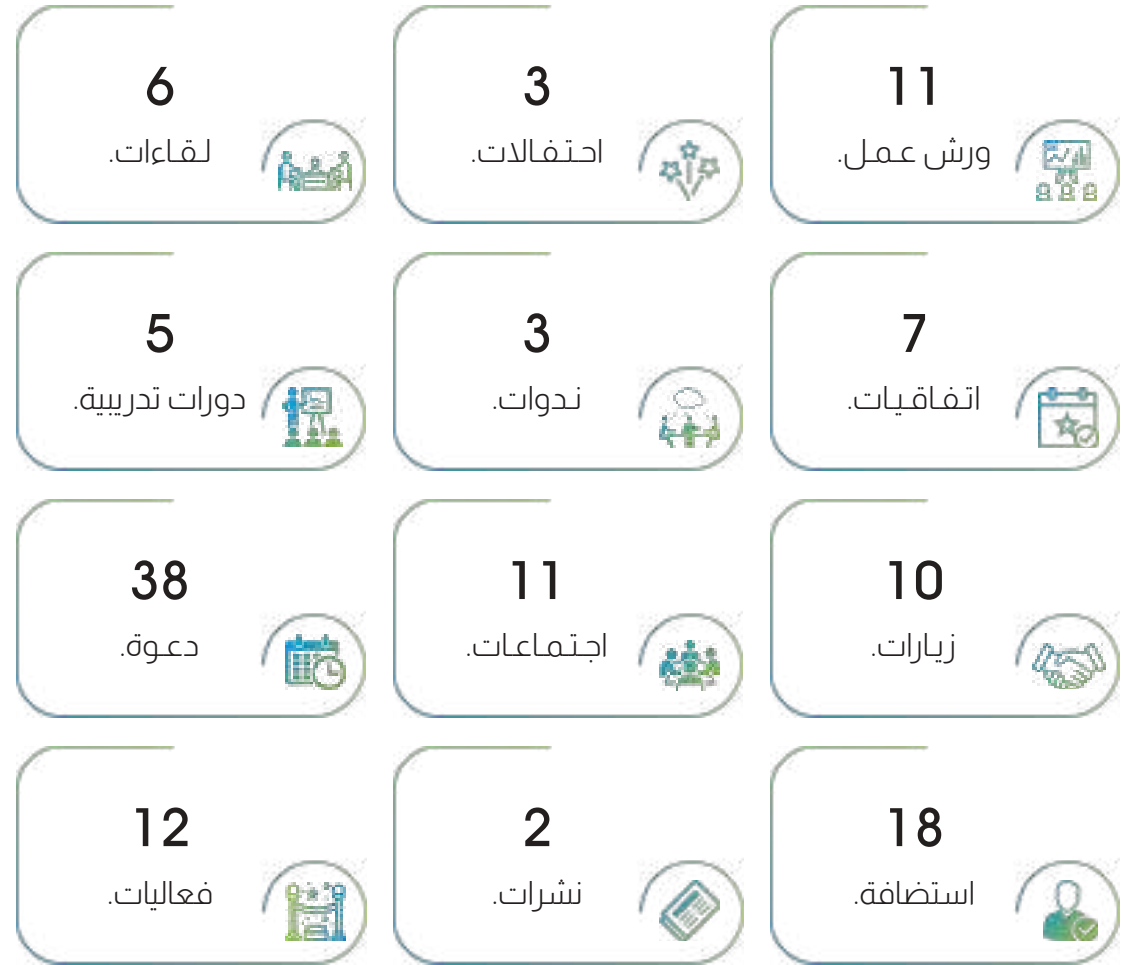 11
ورش عمل.
3
احتفالات.
6
لقاءات.
7
اتفاقيات.
3
ندوات.
5
دورات تدريبية.
10
زيارات.
11
اجتماعات.
38
دعوة.
18
استضافة.
2
نشرات.
12
فعاليات.